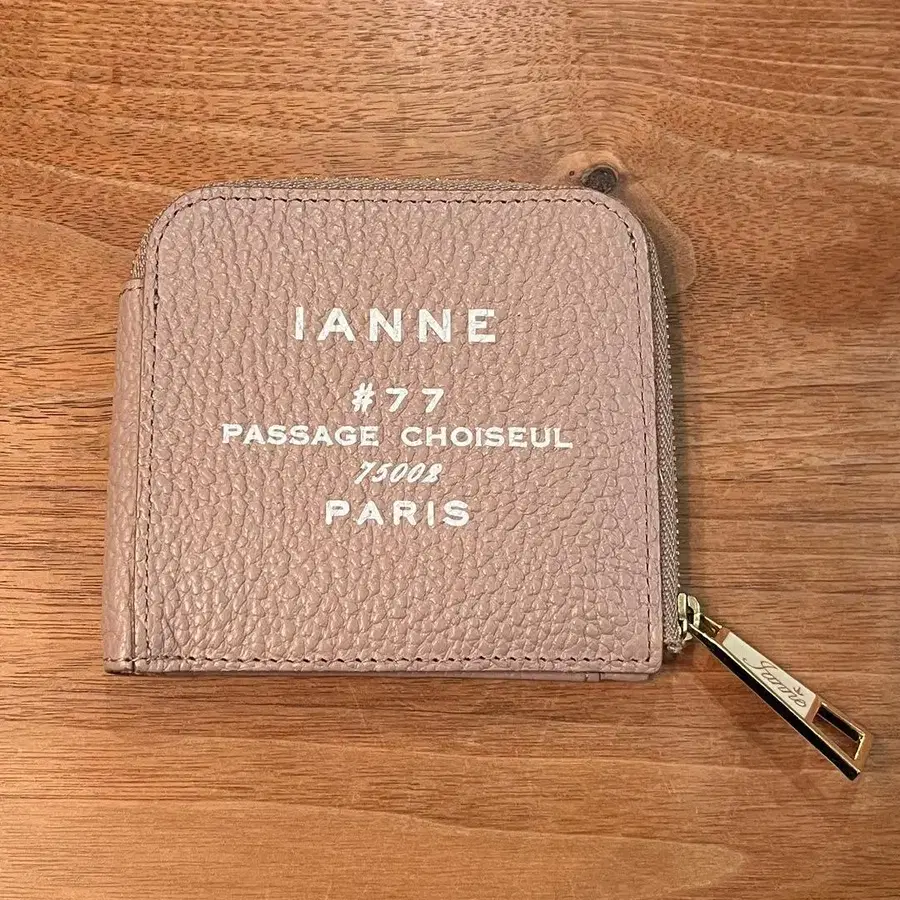 IANNE
#77
PASSAGE CHOISEUL
75002
PARIS
Ianne